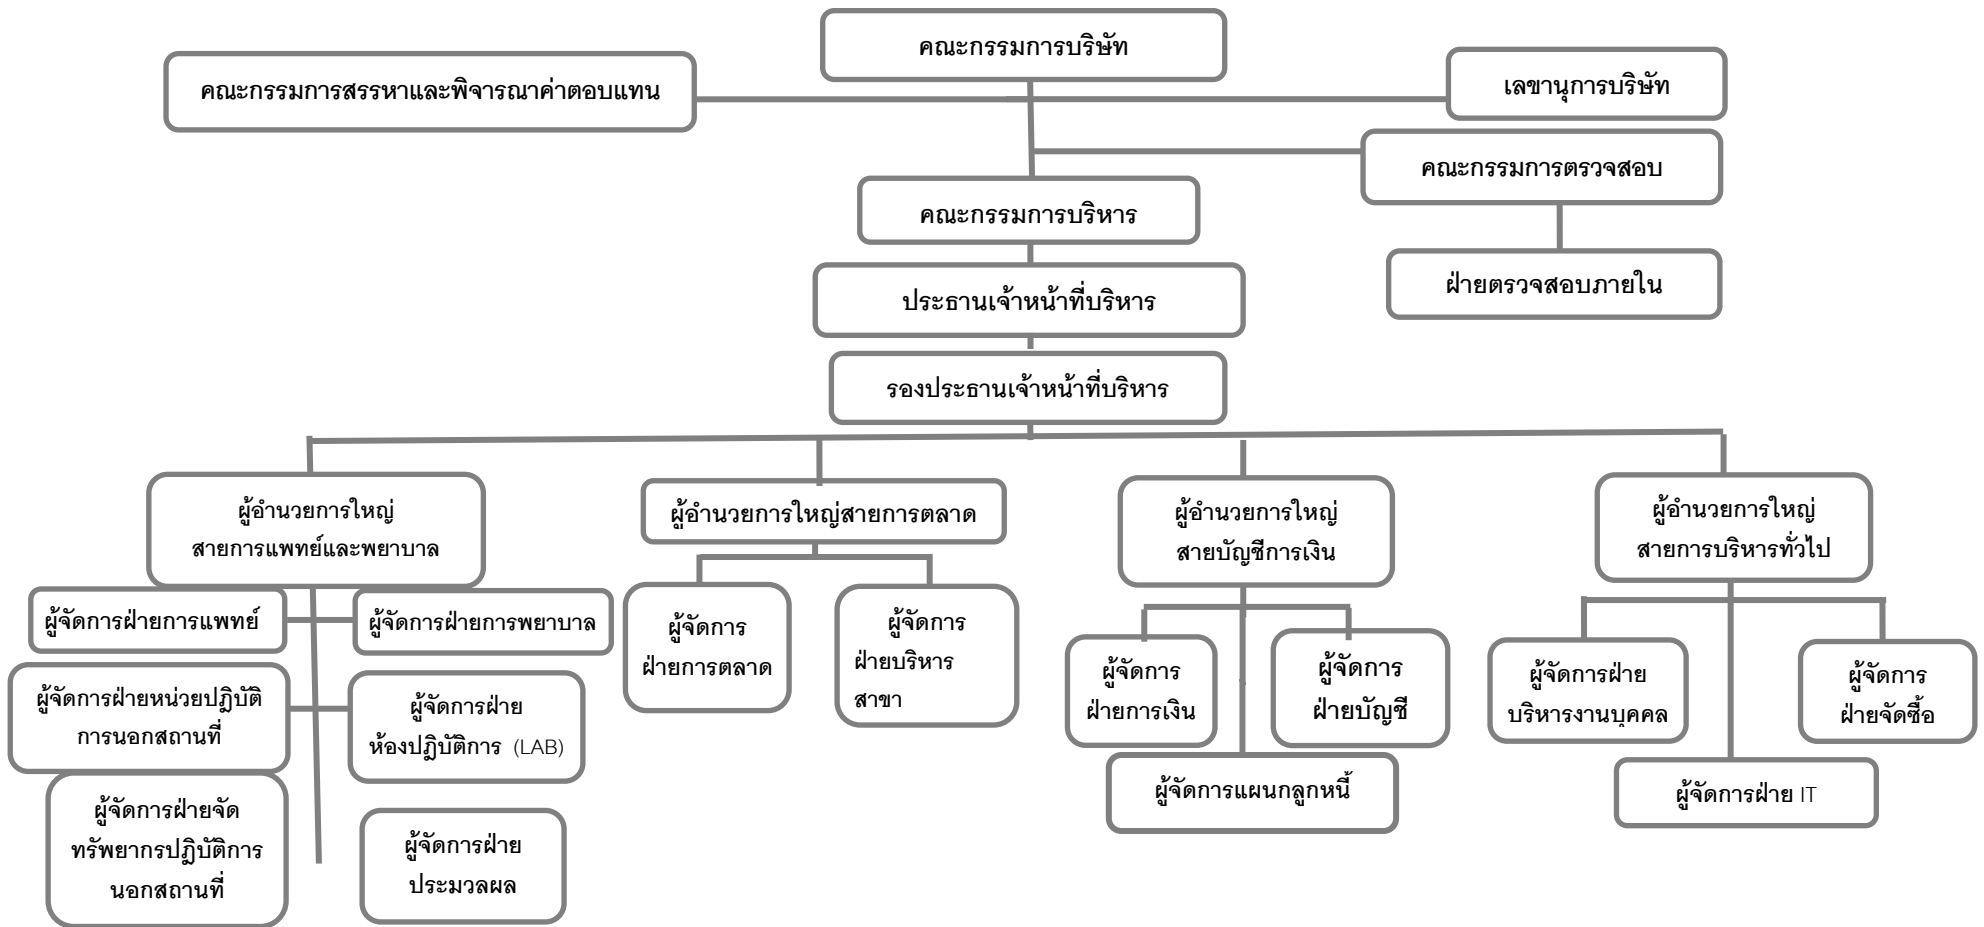 คณะกรรมการบริษัท
คณะกรรมการสรรหาและพิจารณาค่าตอบแทน
เลขานุการบริษัท
คณะกรรมการตรวจสอบ
คณะกรรมการบริหาร
ฝ่ายตรวจสอบภายใน
ประธานเจ้าหน้าที่บริหาร
รองประธานเจ้าหน้าที่บริหาร
ผู้อำนวยการใหญ่
สายการแพทย์และพยาบาล
ผู้อำนวยการใหญ่สายการตลาด
ผู้อำนวยการใหญ่
สายบัญชีการเงิน
ผู้อำนวยการใหญ่
สายการบริหารทั่วไป
ผู้จัดการฝ่ายการแพทย์
ผู้จัดการฝ่ายการพยาบาล
ผู้จัดการฝ่ายหน่วยปฎิบัติ
การนอกสถานที่
ผู้จัดการฝ่าย
ห้องปฎิบัติการ (LAB)
ผู้จัดการฝ่ายจัด
ทรัพยากรปฎิบัติการ
นอกสถานที่
ผู้จัดการฝ่าย
ประมวลผล
ผู้จัดการ
ฝ่ายการตลาด
ผู้จัดการ
ฝ่ายบริหาร
สาขา
ผู้จัดการ
ฝ่ายการเงิน
ผู้จัดการ
ฝ่ายบัญชี
ผู้จัดการแผนกลูกหนี้
ผู้จัดการฝ่าย
บริหารงานบุคคล
ผู้จัดการ
ฝ่ายจัดซื้อ
ผู้จัดการฝ่าย IT